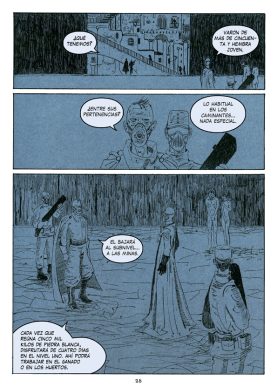 ¿QUÉ
TENEMOS?
VARÓN DE
MÁS DE CINCUEN-
TA Y HEMBRA
JOVEN.
¿ENTRE SUS
PERTENENCIAS?
LO HABITUAL
EN LOS
CAMINANTES...
NADA ESPECIAL.
ÉL BAJARÁ
AL SUBNIVEL...
A LAS MINAS.
CADA VEZ QUE
REÚNA CINCO MIL
KILOS DE PIEDRA BLANCA,
DISFRUTARÁ DE CUATRO DÍAS
EN EL NIVEL UNO. AHÍ PODRÁ
TRABAJAR EN EL GANADO
O EN LOS HUERTOS.